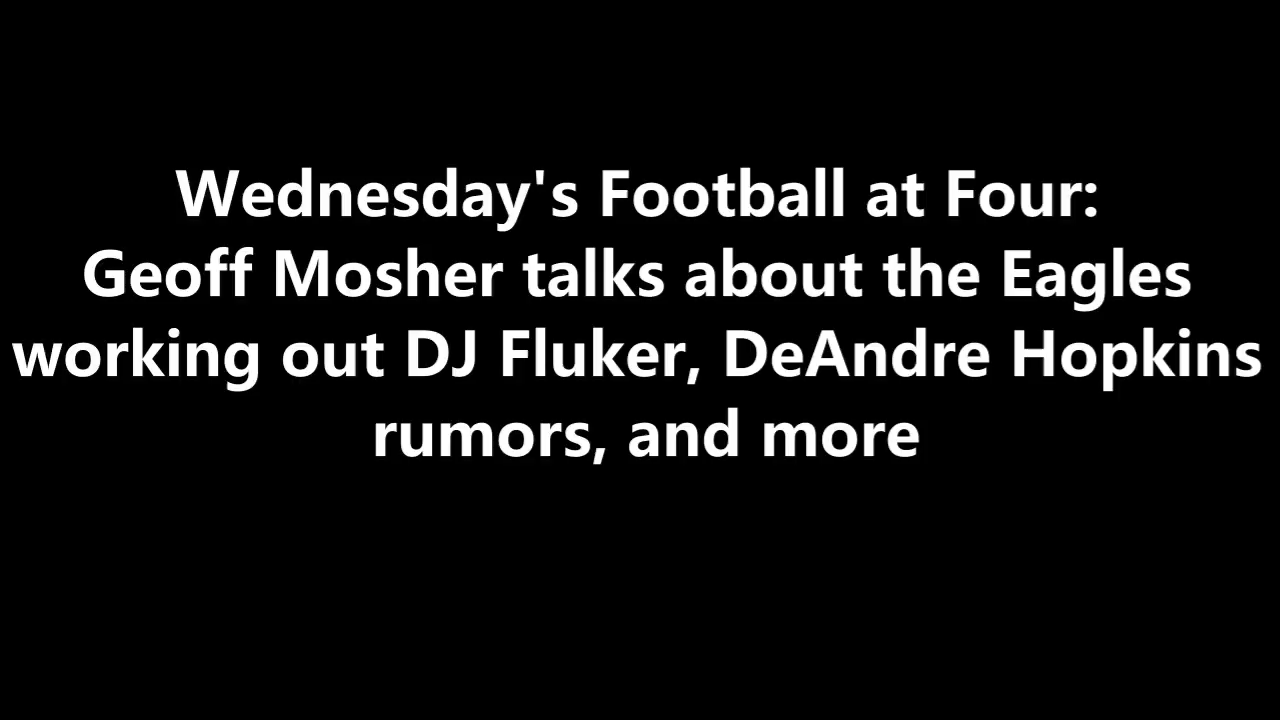 Wednesday's Football at Four:
Geoff Mosher talks about the Eagles
working out DJ Fluker, DeAndre Hopkins
rumors, and more